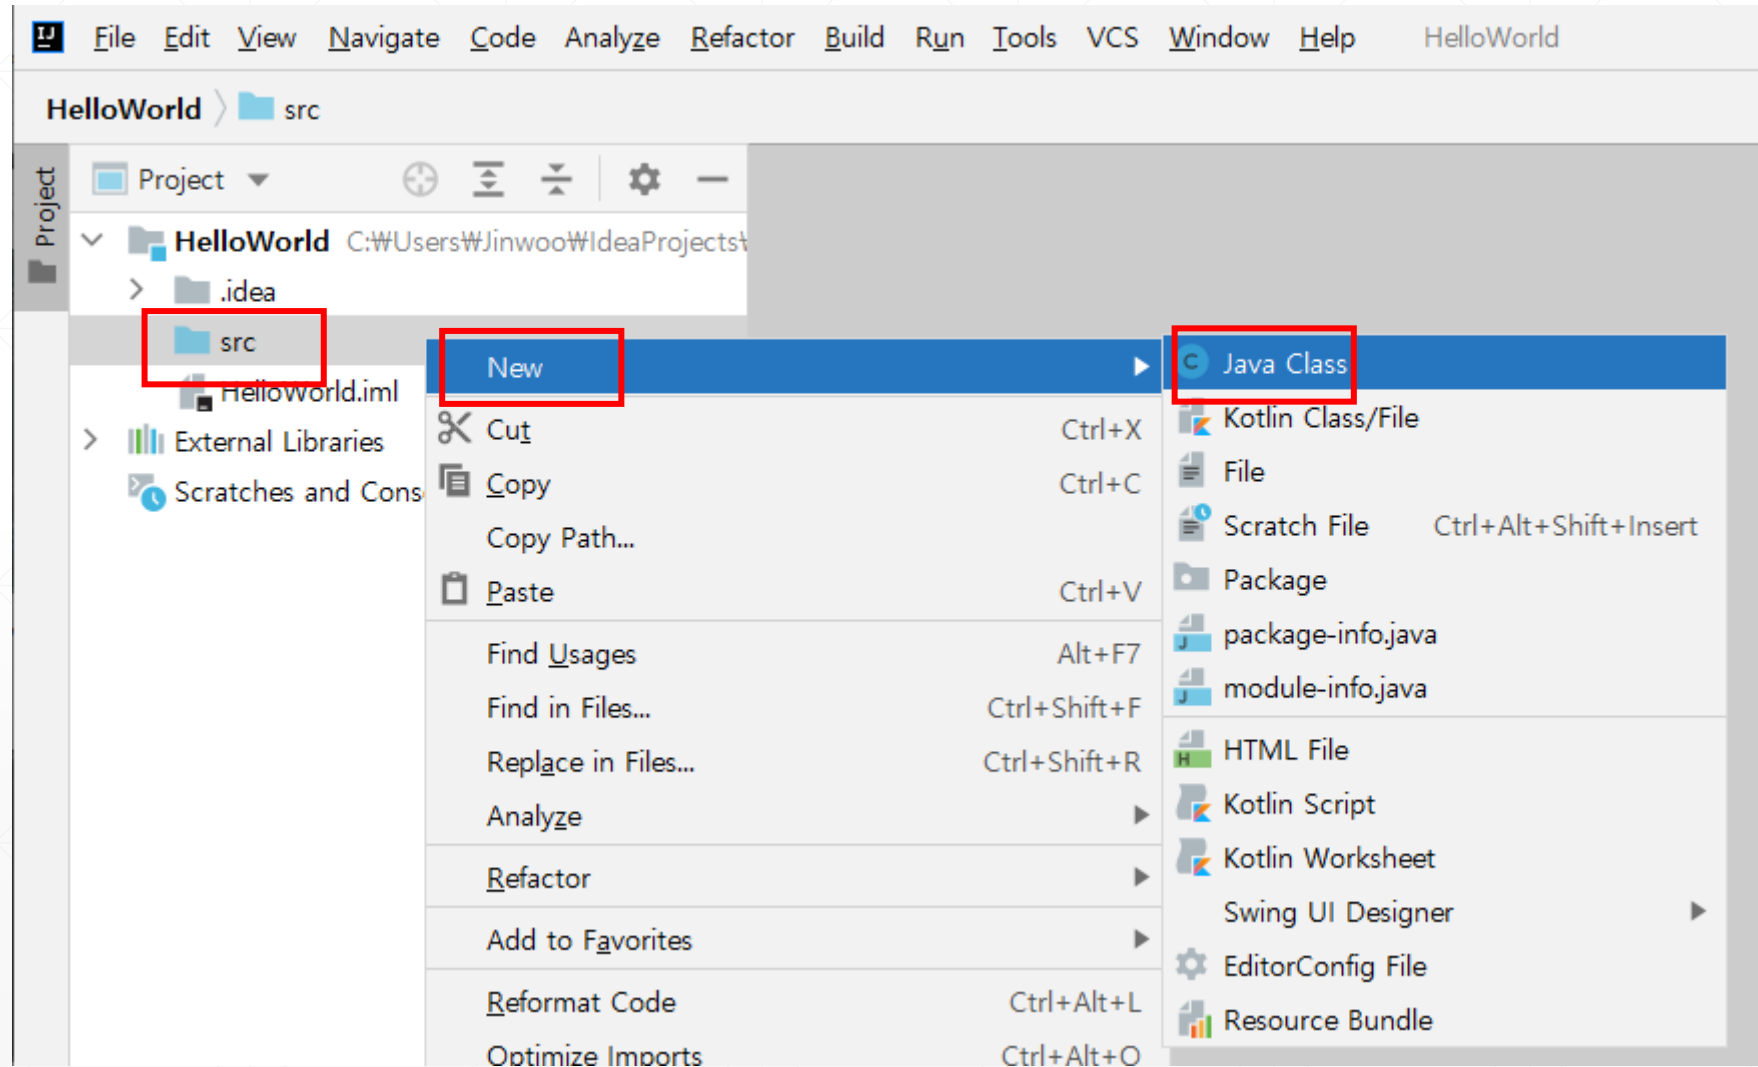 IJ File Edit View Navigate Code Analyze Refactor Build Run Tools VCS Window Help HelloWorld
HelloWorld src
Project
Project
HelloWorld C:₩Users₩Jinwoo₩IdeaProjects₩
.idea
src
HelloWorld.iml
External Libraries
Scratches and Cons
New
Cut Ctrl+X
Copy Ctrl+C
Copy Path...
Paste Ctrl+V
Find Usages Alt+F7
Find in Files... Ctrl+Shift+F
Replace in Files... Ctrl+Shift+R
Analyze
Refactor
Add to Favorites
Reformat Code Ctrl+Alt+L
Optimize Imports Ctrl+Alt+O
Java Class
Kotlin Class/File
File
Scratch File Ctrl+Alt+Shift+Insert
Package
package-info.java
module-info.java
HTML File
Kotlin Script
Kotlin Worksheet
Swing UI Designer
EditorConfig File
Resource Bundle